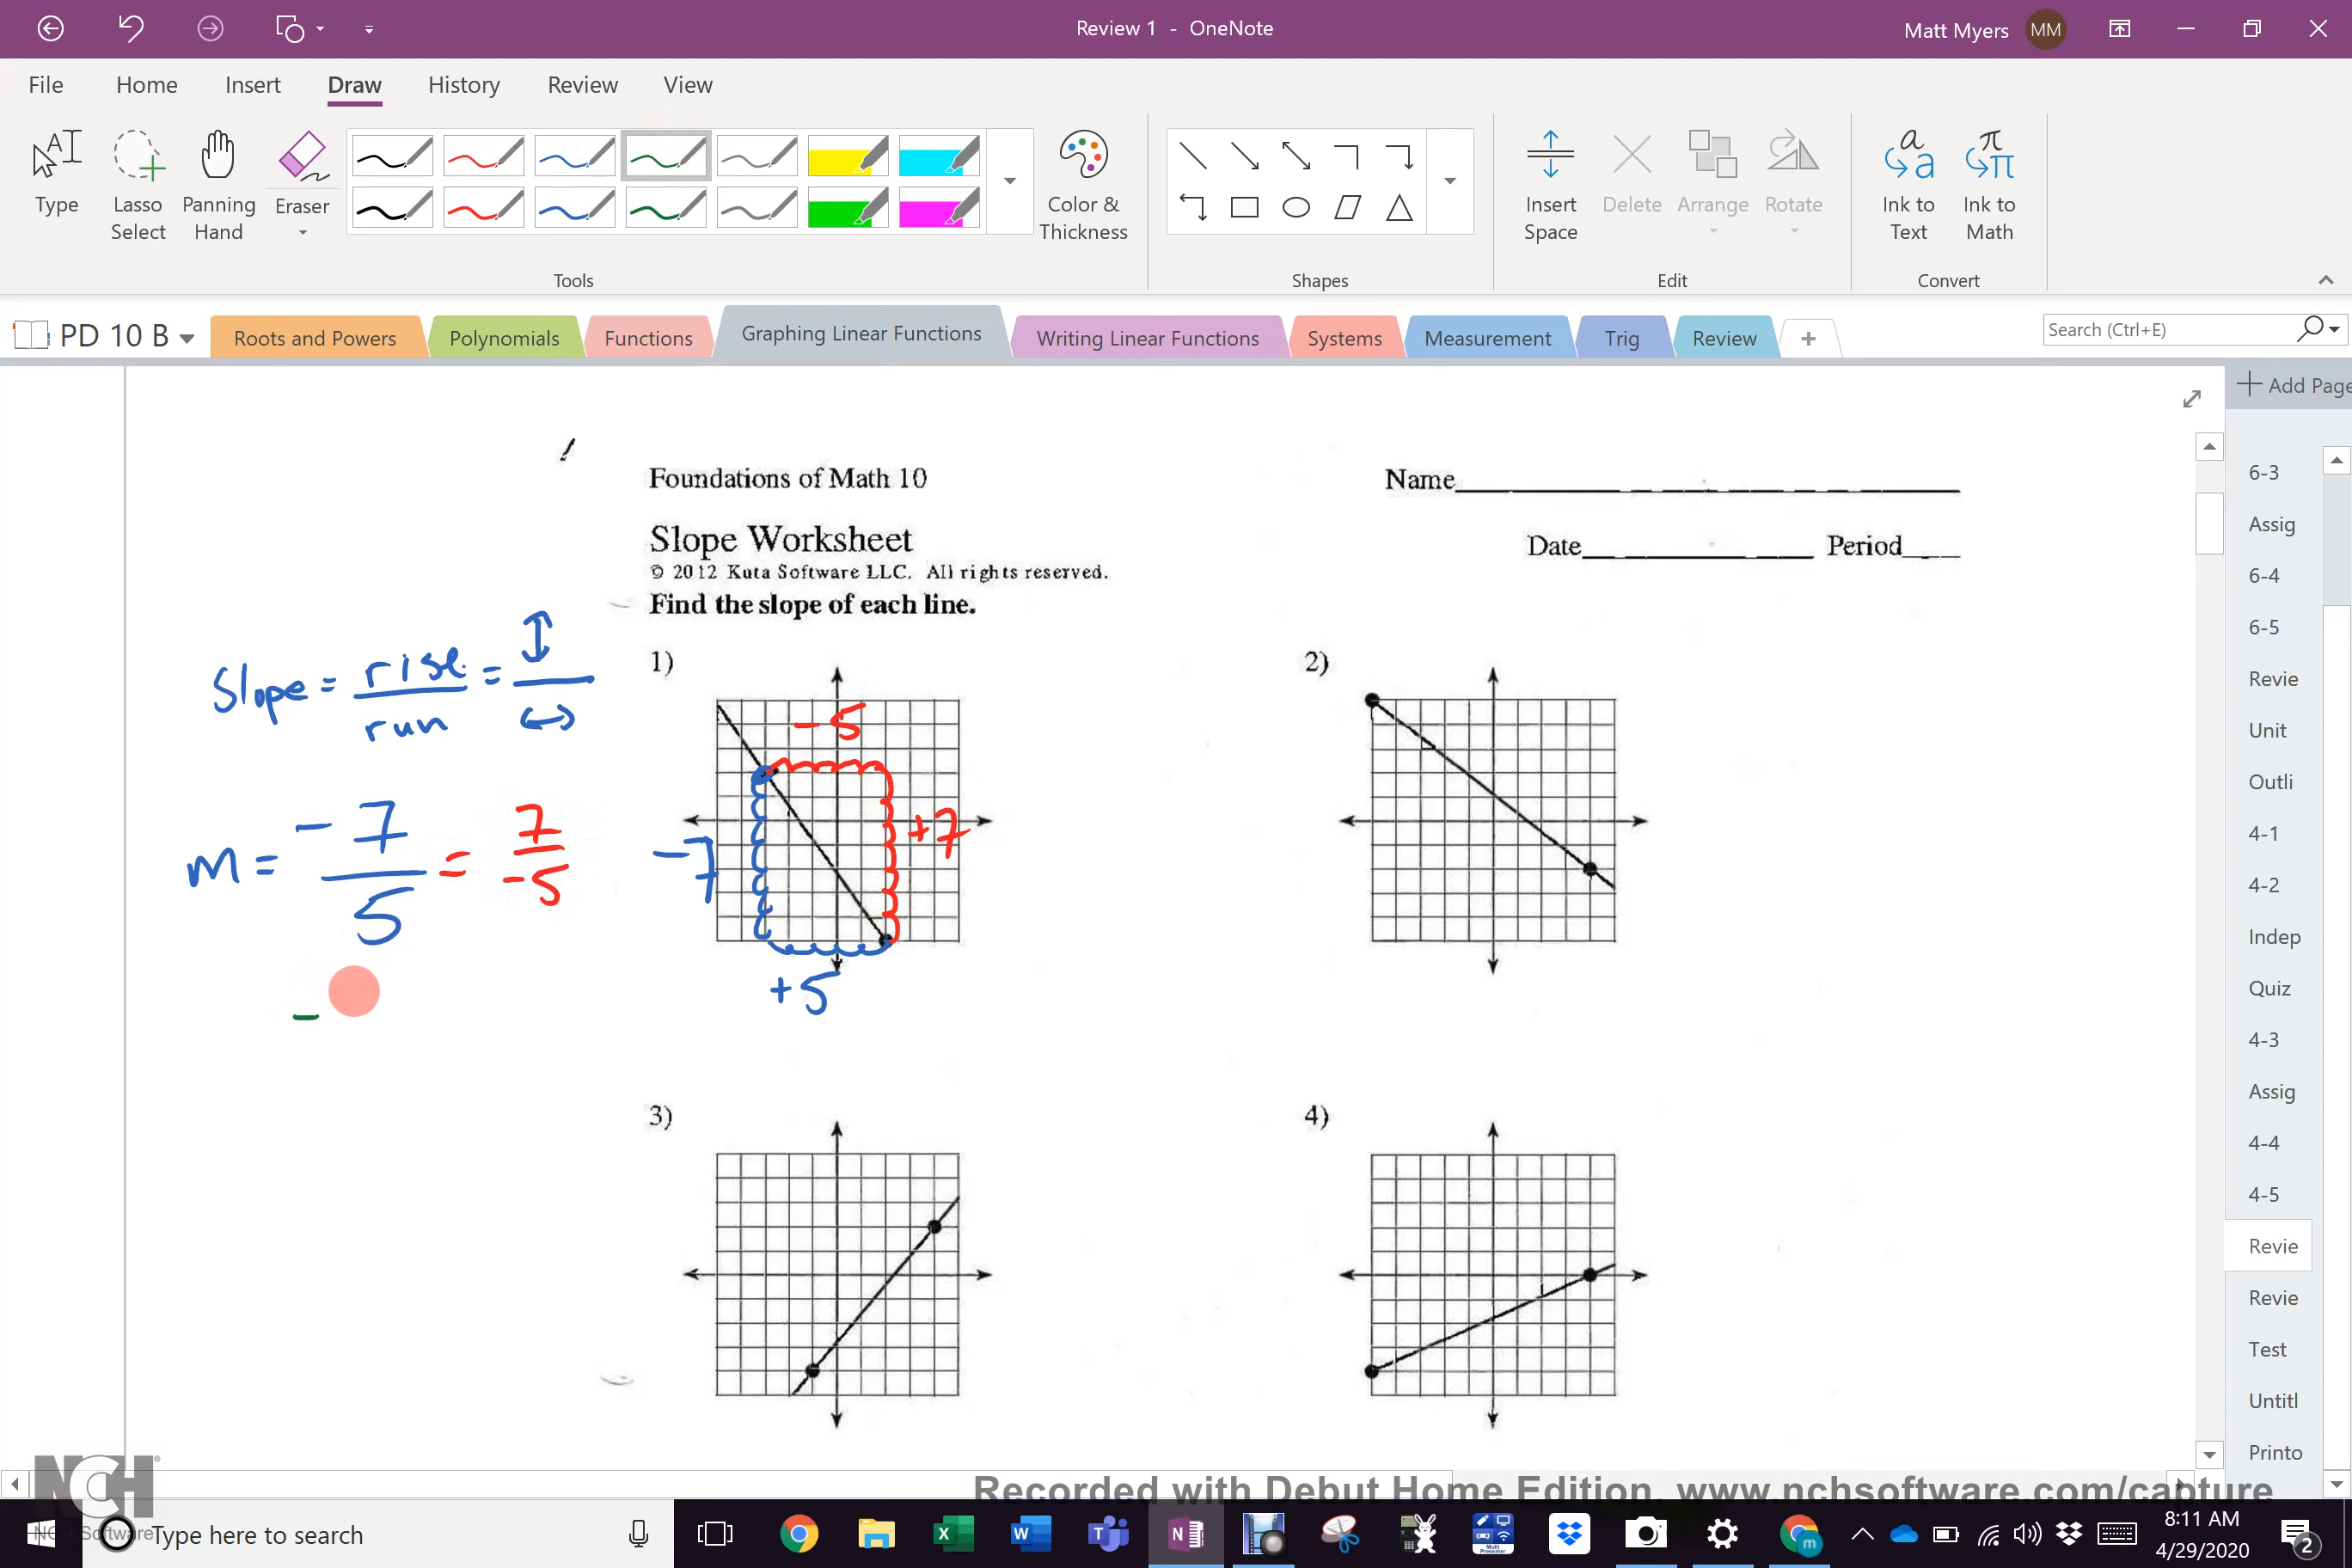 Review 1 - OneNote
Matt Myers MM
File Home Insert Draw History Review View
Type
Lasso Select
Panning Hand
Eraser
Color & Thickness
Insert Space
Delete
Arrange
Rotate
Ink to Text
Ink to Math
Tools Shapes Edit Convert
PD 10 B Roots and Powers Polynomials Functions Graphing Linear Functions Writing Linear Functions Systems Measurement Trig Review +
Search (Ctrl+E)
Add Page
6-3
Assig
6-4
6-5
Revie
Unit
Outli
4-1
4-2
Indep
Quiz
4-3
Assig
4-4
4-5
Revie
Revie
Test
Untitl
Printo
Foundations of Math 10
Name
Slope Worksheet
Date Period
© 2012 Kuta Software LLC. All rights reserved.
Find the slope of each line.
Slope = rise/run = ↕/↔
1)
2)
-5
+7
-7
+5
m = -7/5 = 7/-5
-
3)
4)
NCH®
NCH Software
Recorded with Debut Home Edition. www.nchsoftware.com/capture
Type here to search
8:11 AM
4/29/2020
2